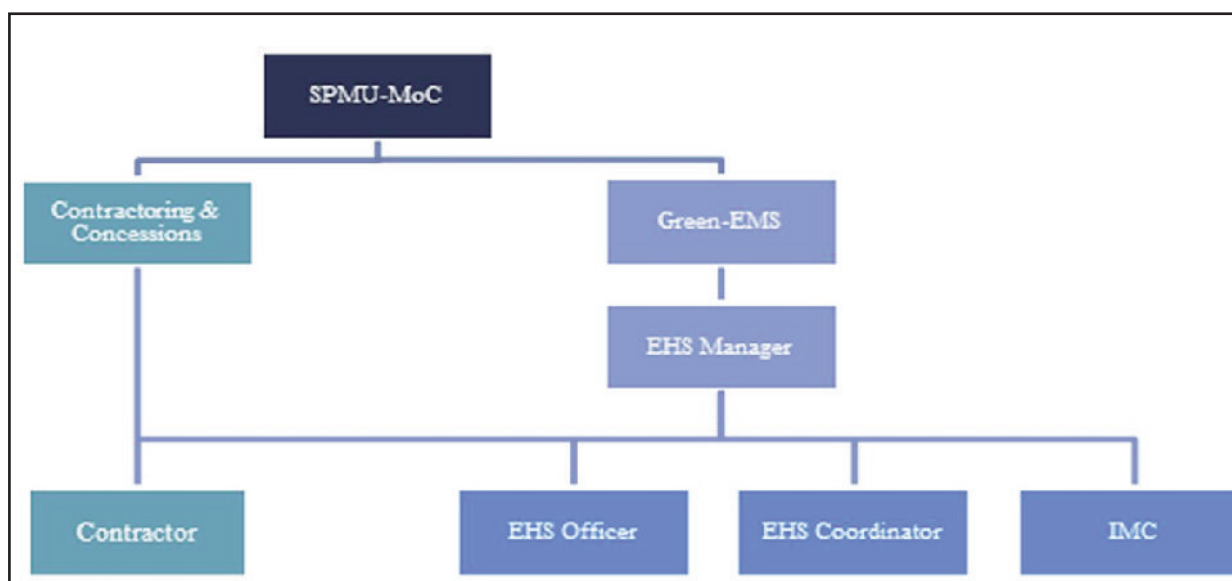 SPMU-MoC
Contractoring &
Concessions
Green-EMS
EHS Manager
Contractor
EHS Officer
EHS Coordinator
IMC